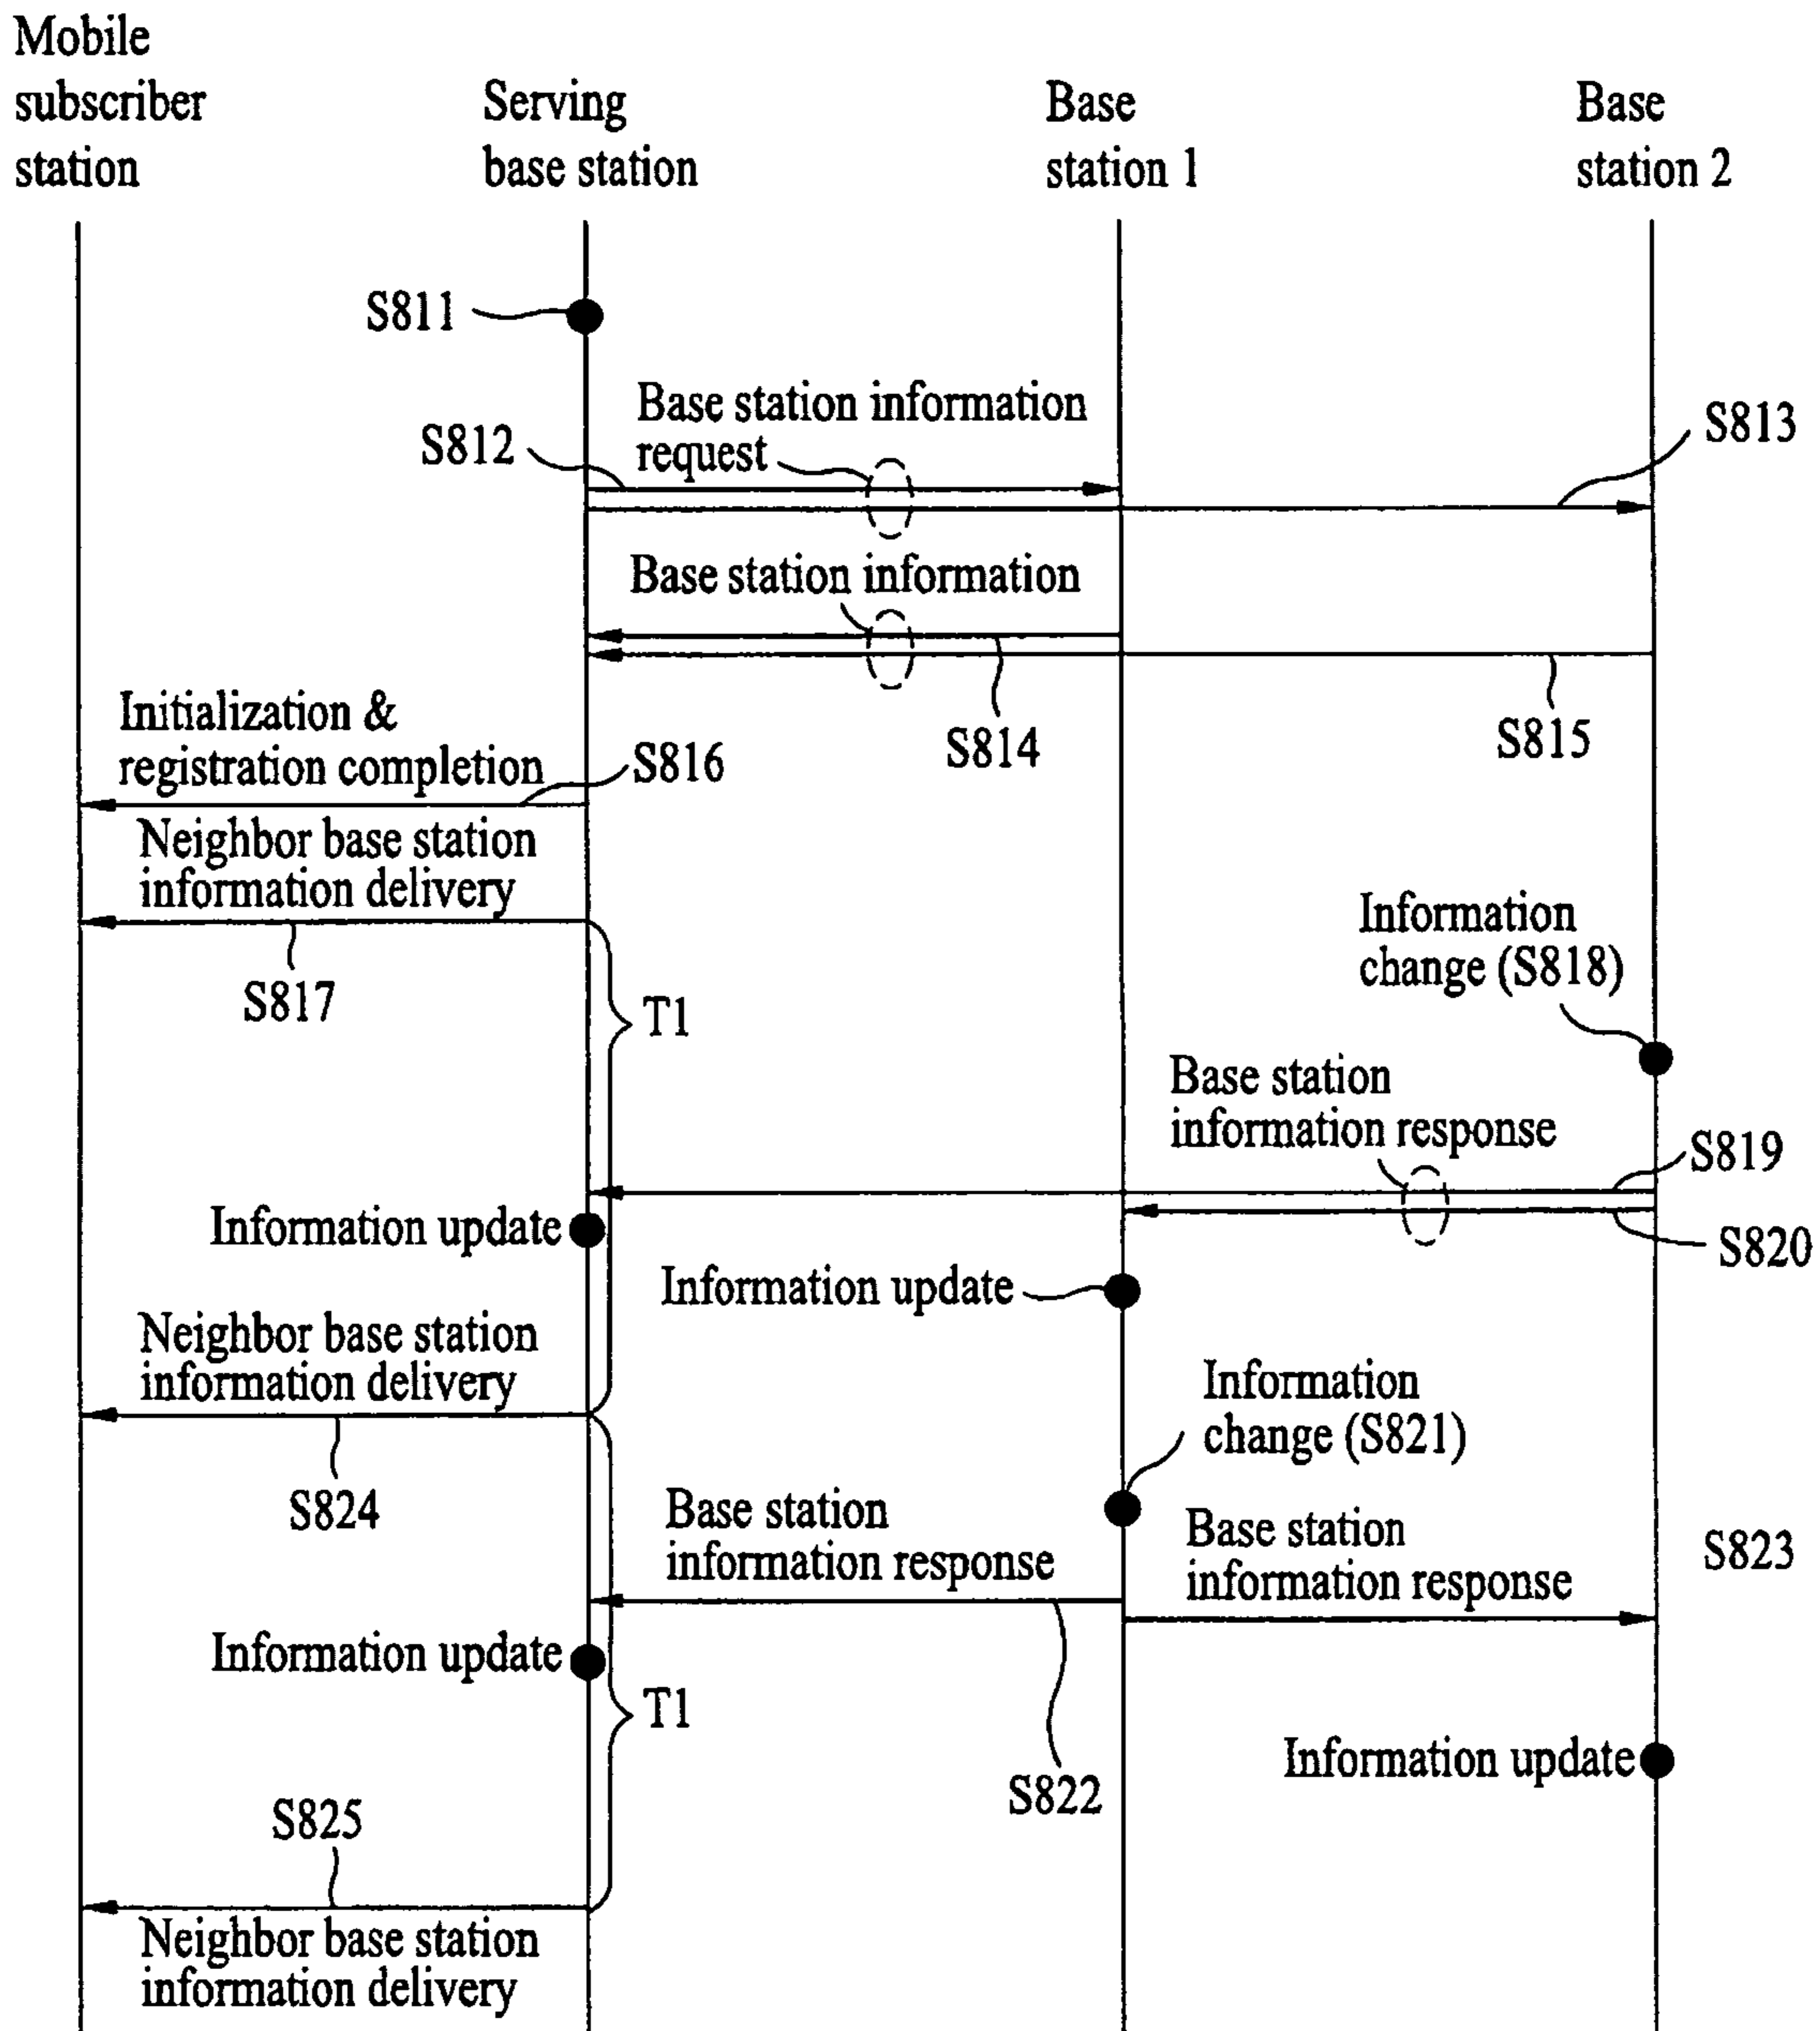 Mobile
subscriber
station
Serving
base station
Base
station 1
Base
station 2
S811
Base station information
request
S812
S813
Base station information
S814
S815
Initialization &
registration completion
S816
Neighbor base station
information delivery
S817
T1
Information
change (S818)
Base station
information response
S819
S820
Information update
Information update
Neighbor base station
information delivery
S824
Information
change (S821)
Base station
information response
Base station
information response
S823
Information update
T1
S822
Information update
S825
Neighbor base station
information delivery